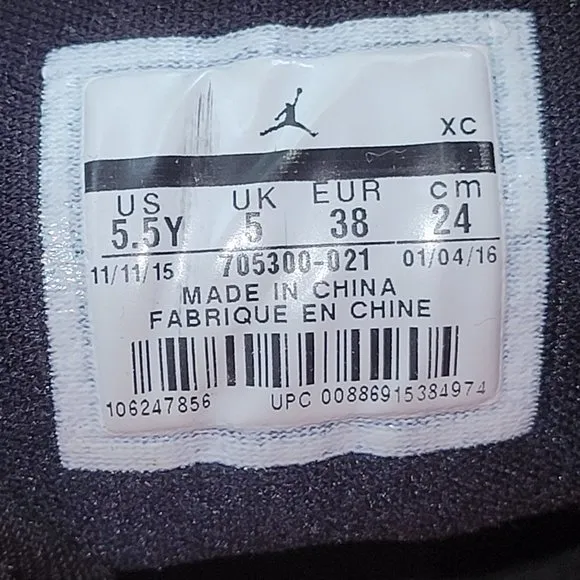 XC
US UK EUR cm
5.5Y 5 38 24
11/11/15 705300-021 01/04/16
MADE IN CHINA
FABRIQUE EN CHINE
106247856 UPC 00886915384974